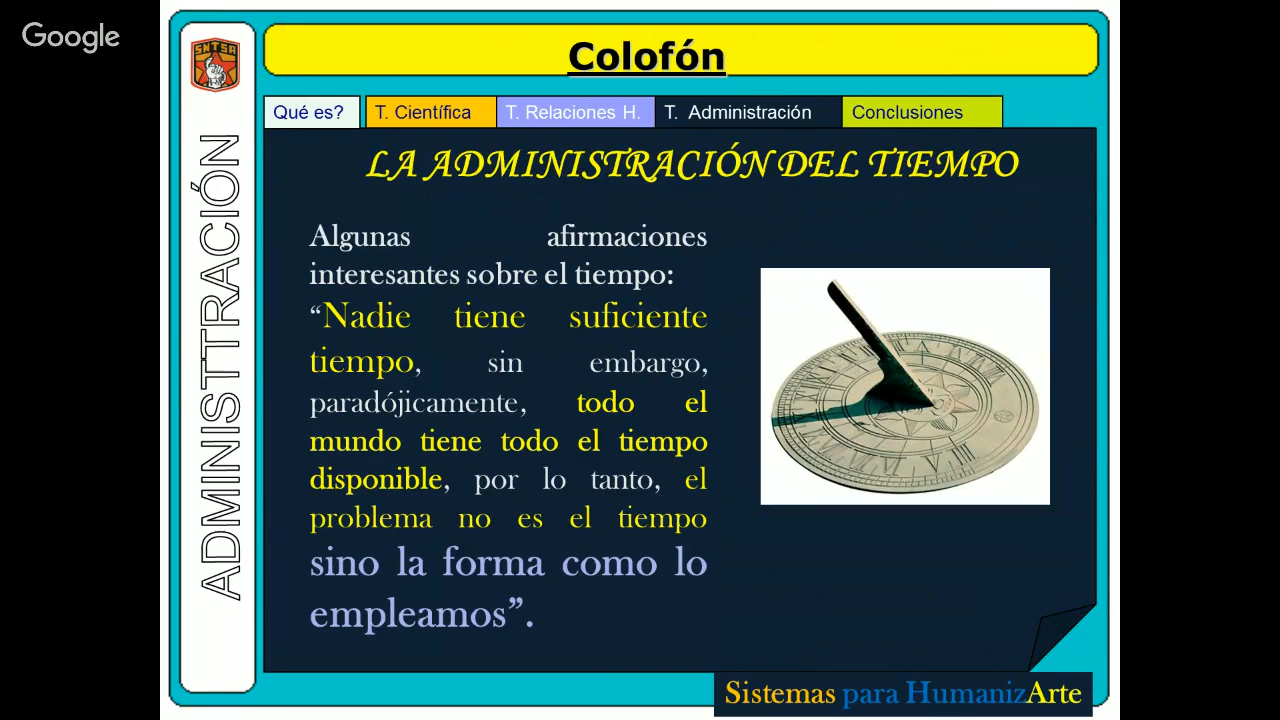 Google
Colofón
SNTSA
Qué es? T. Científica T. Relaciones H. T. Administración Conclusiones
ADMINISTTRACIÓN
LA ADMINISTRACIÓN DEL TIEMPO
Algunas afirmaciones
interesantes sobre el tiempo:
“Nadie tiene suficiente
tiempo, sin embargo,
paradójicamente, todo el
mundo tiene todo el tiempo
disponible, por lo tanto, el
problema no es el tiempo
sino la forma como lo
empleamos”.
Sistemas para HumanizArte